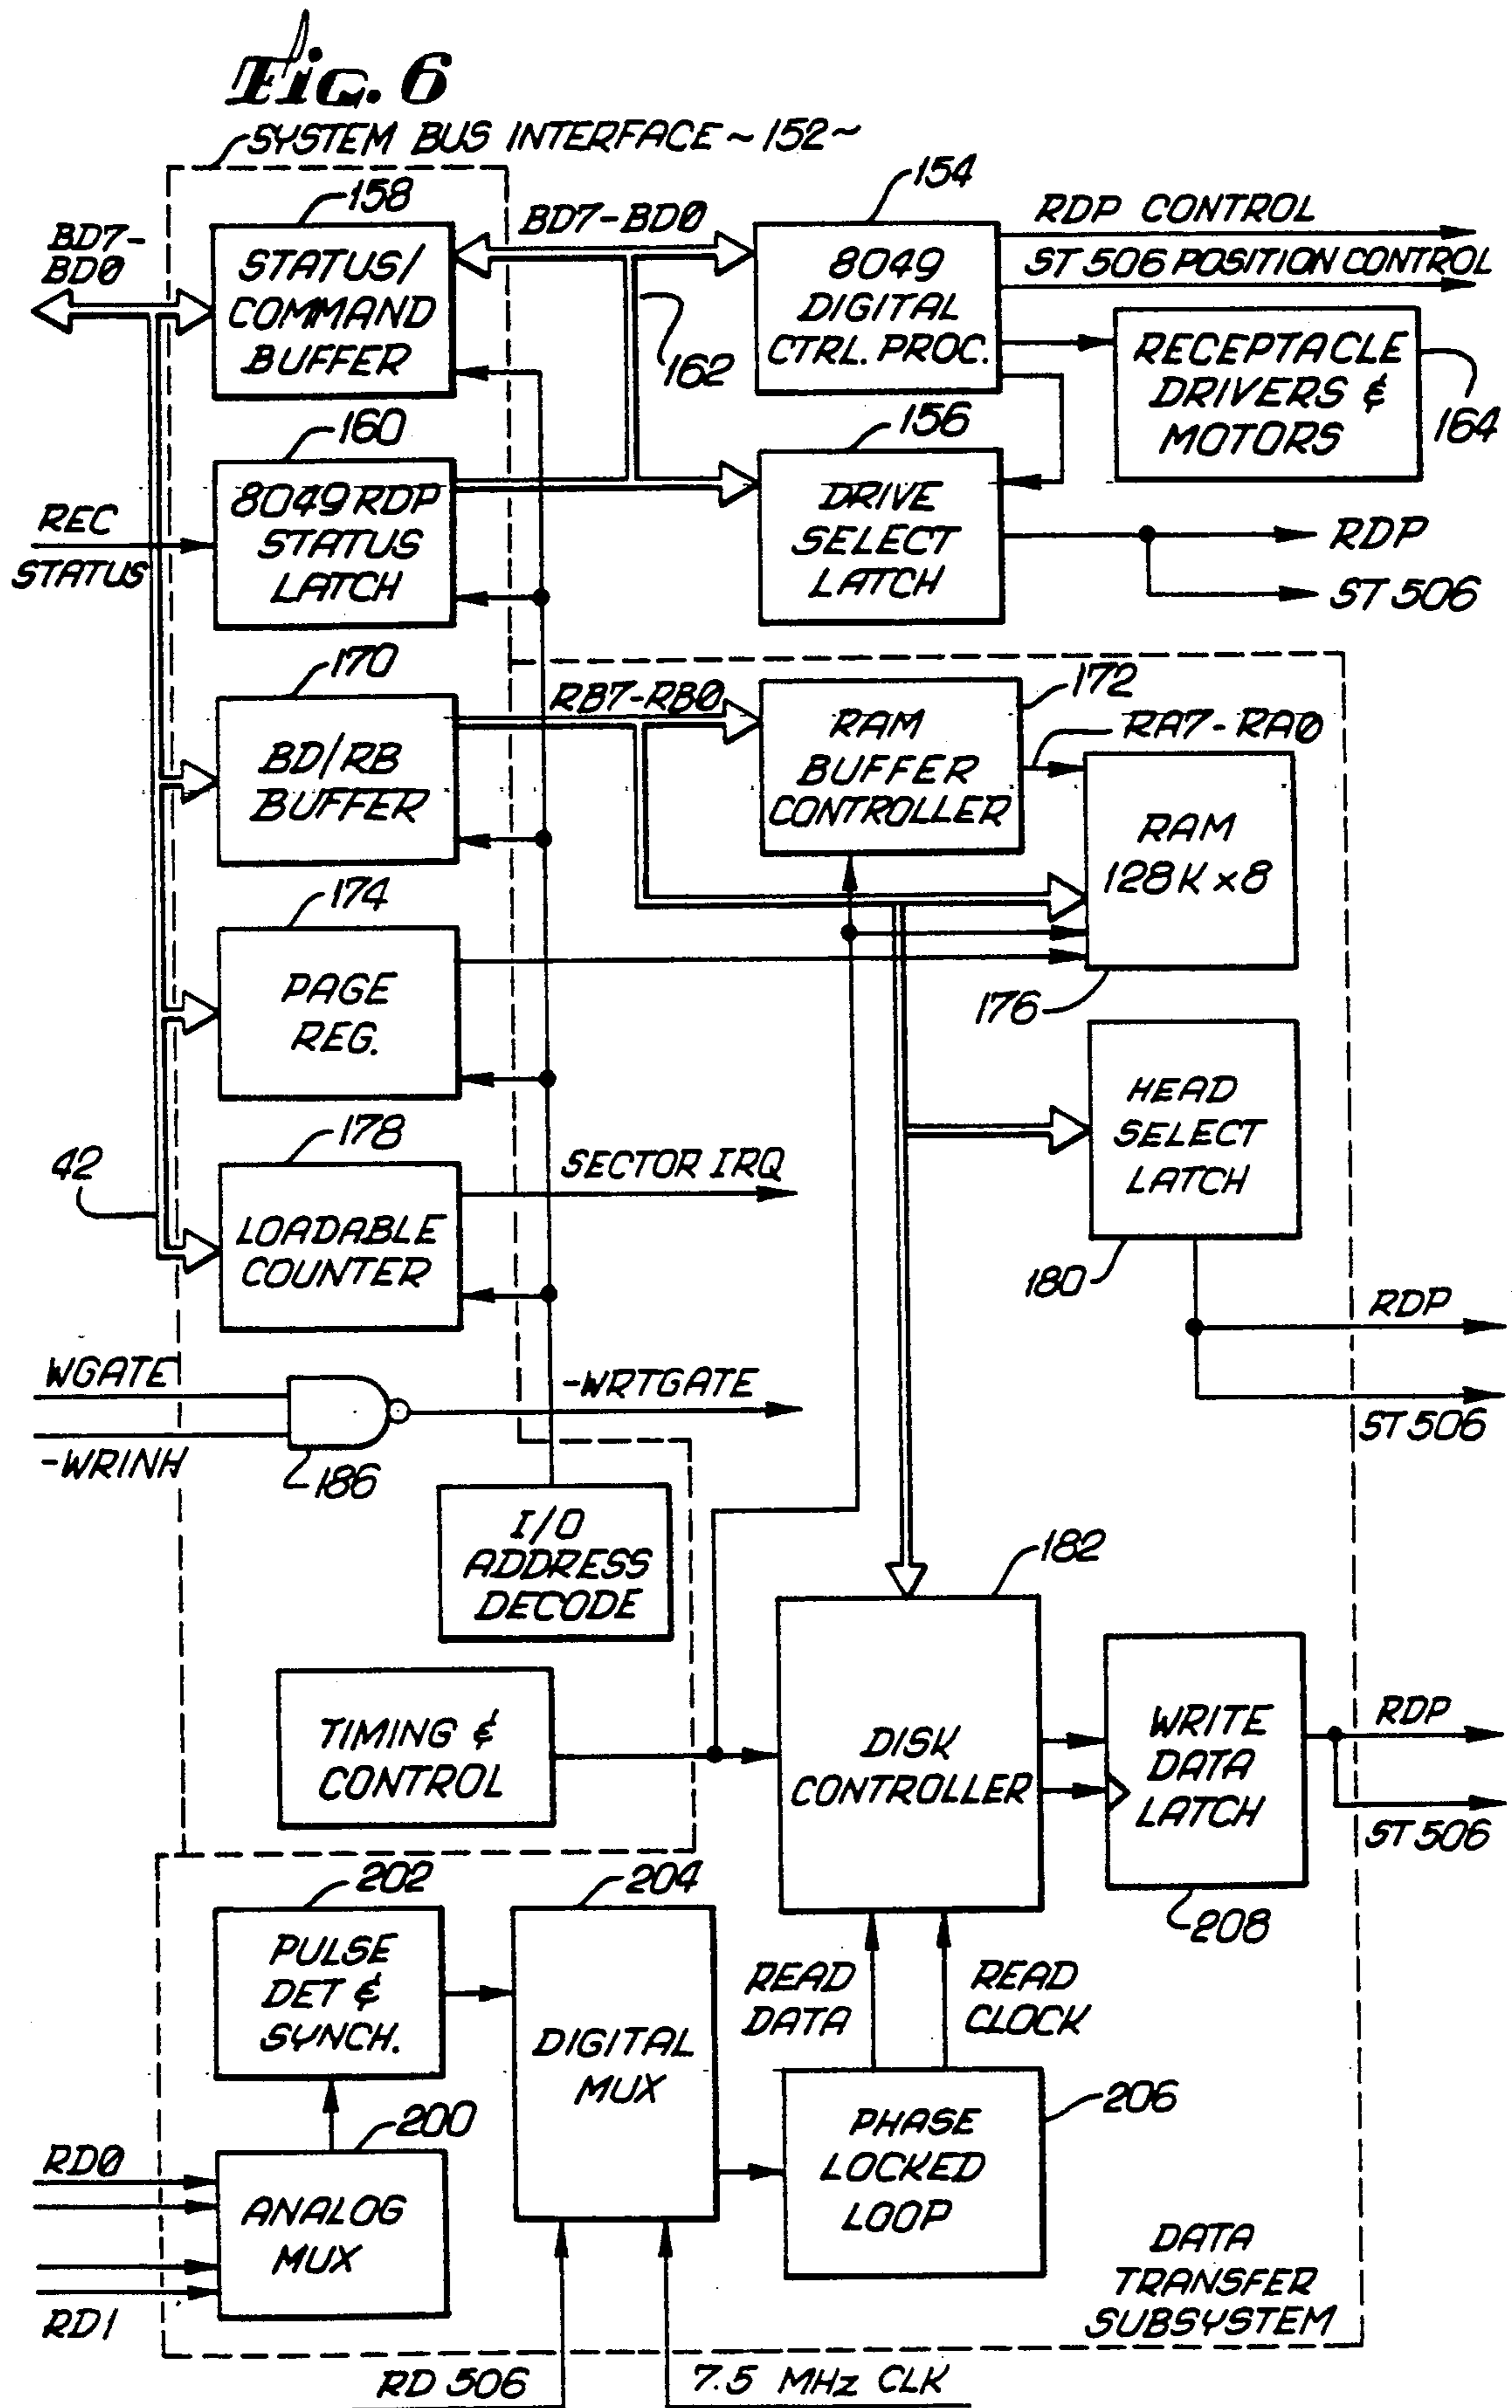 Fig. 6
SYSTEM BUS INTERFACE ~152~
158
BD7-
BD0
STATUS/
COMMAND
BUFFER
BD7-BD0
162
154
8049
DIGITAL
CTRL. PROC.
RDP CONTROL
ST 506 POSITION CONTROL
RECEPTACLE
DRIVERS &
MOTORS
164
160
REC
STATUS
8049 RDP
STATUS
LATCH
156
DRIVE
SELECT
LATCH
RDP
ST 506
170
BD/RB
BUFFER
RB7-RB0
172
RAM
BUFFER
CONTROLLER
RA7-RA0
RAM
128K x 8
176
174
PAGE
REG.
HEAD
SELECT
LATCH
180
RDP
ST 506
42
178
LOADABLE
COUNTER
SECTOR IRQ
WGATE
-WRINH
186
-WRTGATE
I/O
ADDRESS
DECODE
TIMING &
CONTROL
182
DISK
CONTROLLER
WRITE
DATA
LATCH
208
RDP
ST 506
202
PULSE
DET &
SYNCH.
204
DIGITAL
MUX
READ
DATA
READ
CLOCK
206
PHASE
LOCKED
LOOP
200
RD0
ANALOG
MUX
RD1
DATA
TRANSFER
SUBSYSTEM
RD 506
7.5 MHz CLK